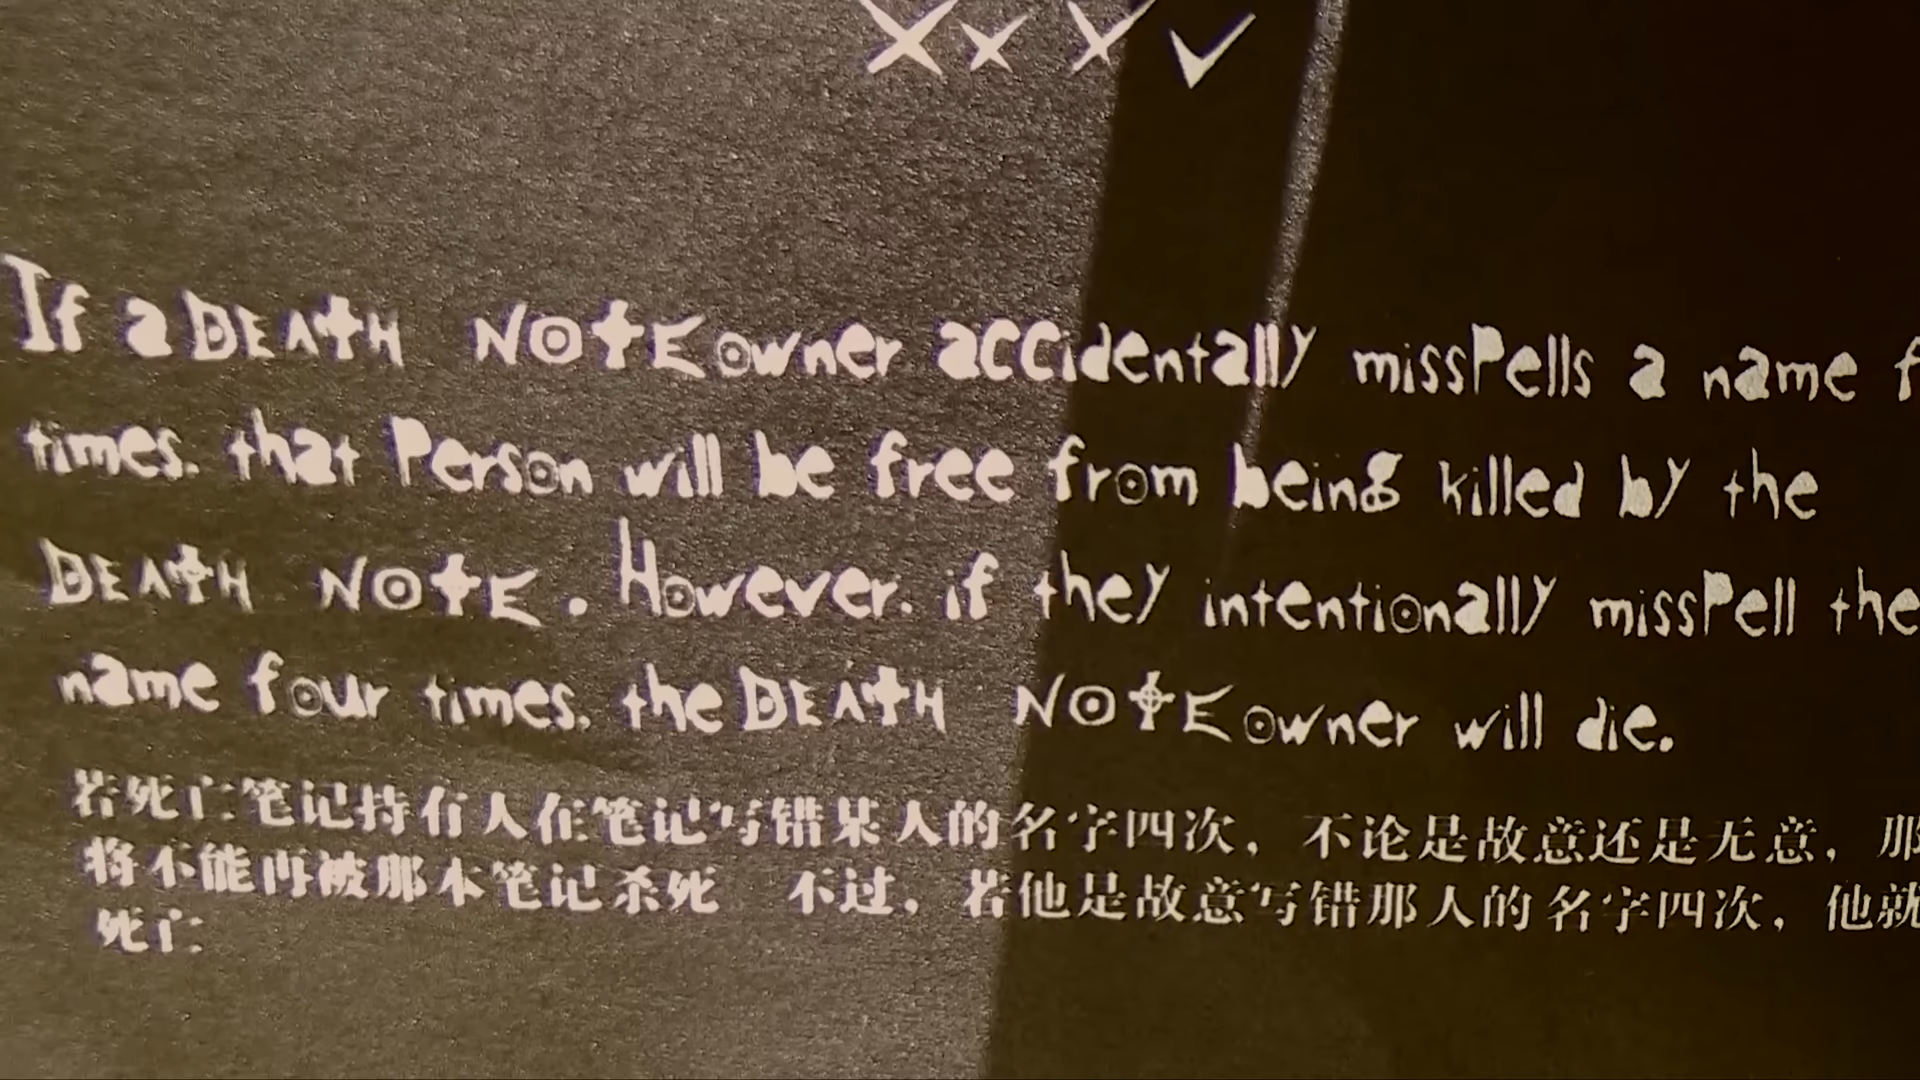 If a DEATH NOTE owner accidentally missPells a name f
times. that Person will be free from being killed by the
DEATH NOTE. However. if they intentionally missPell the
name four times. the DEATH NOTE owner will die.
若死亡笔记持有人在笔记写错某人的名字四次，不论是故意还是无意，那
将不能再被那本笔记杀死 不过，若他是故意写错那人的名字四次，他就
死亡